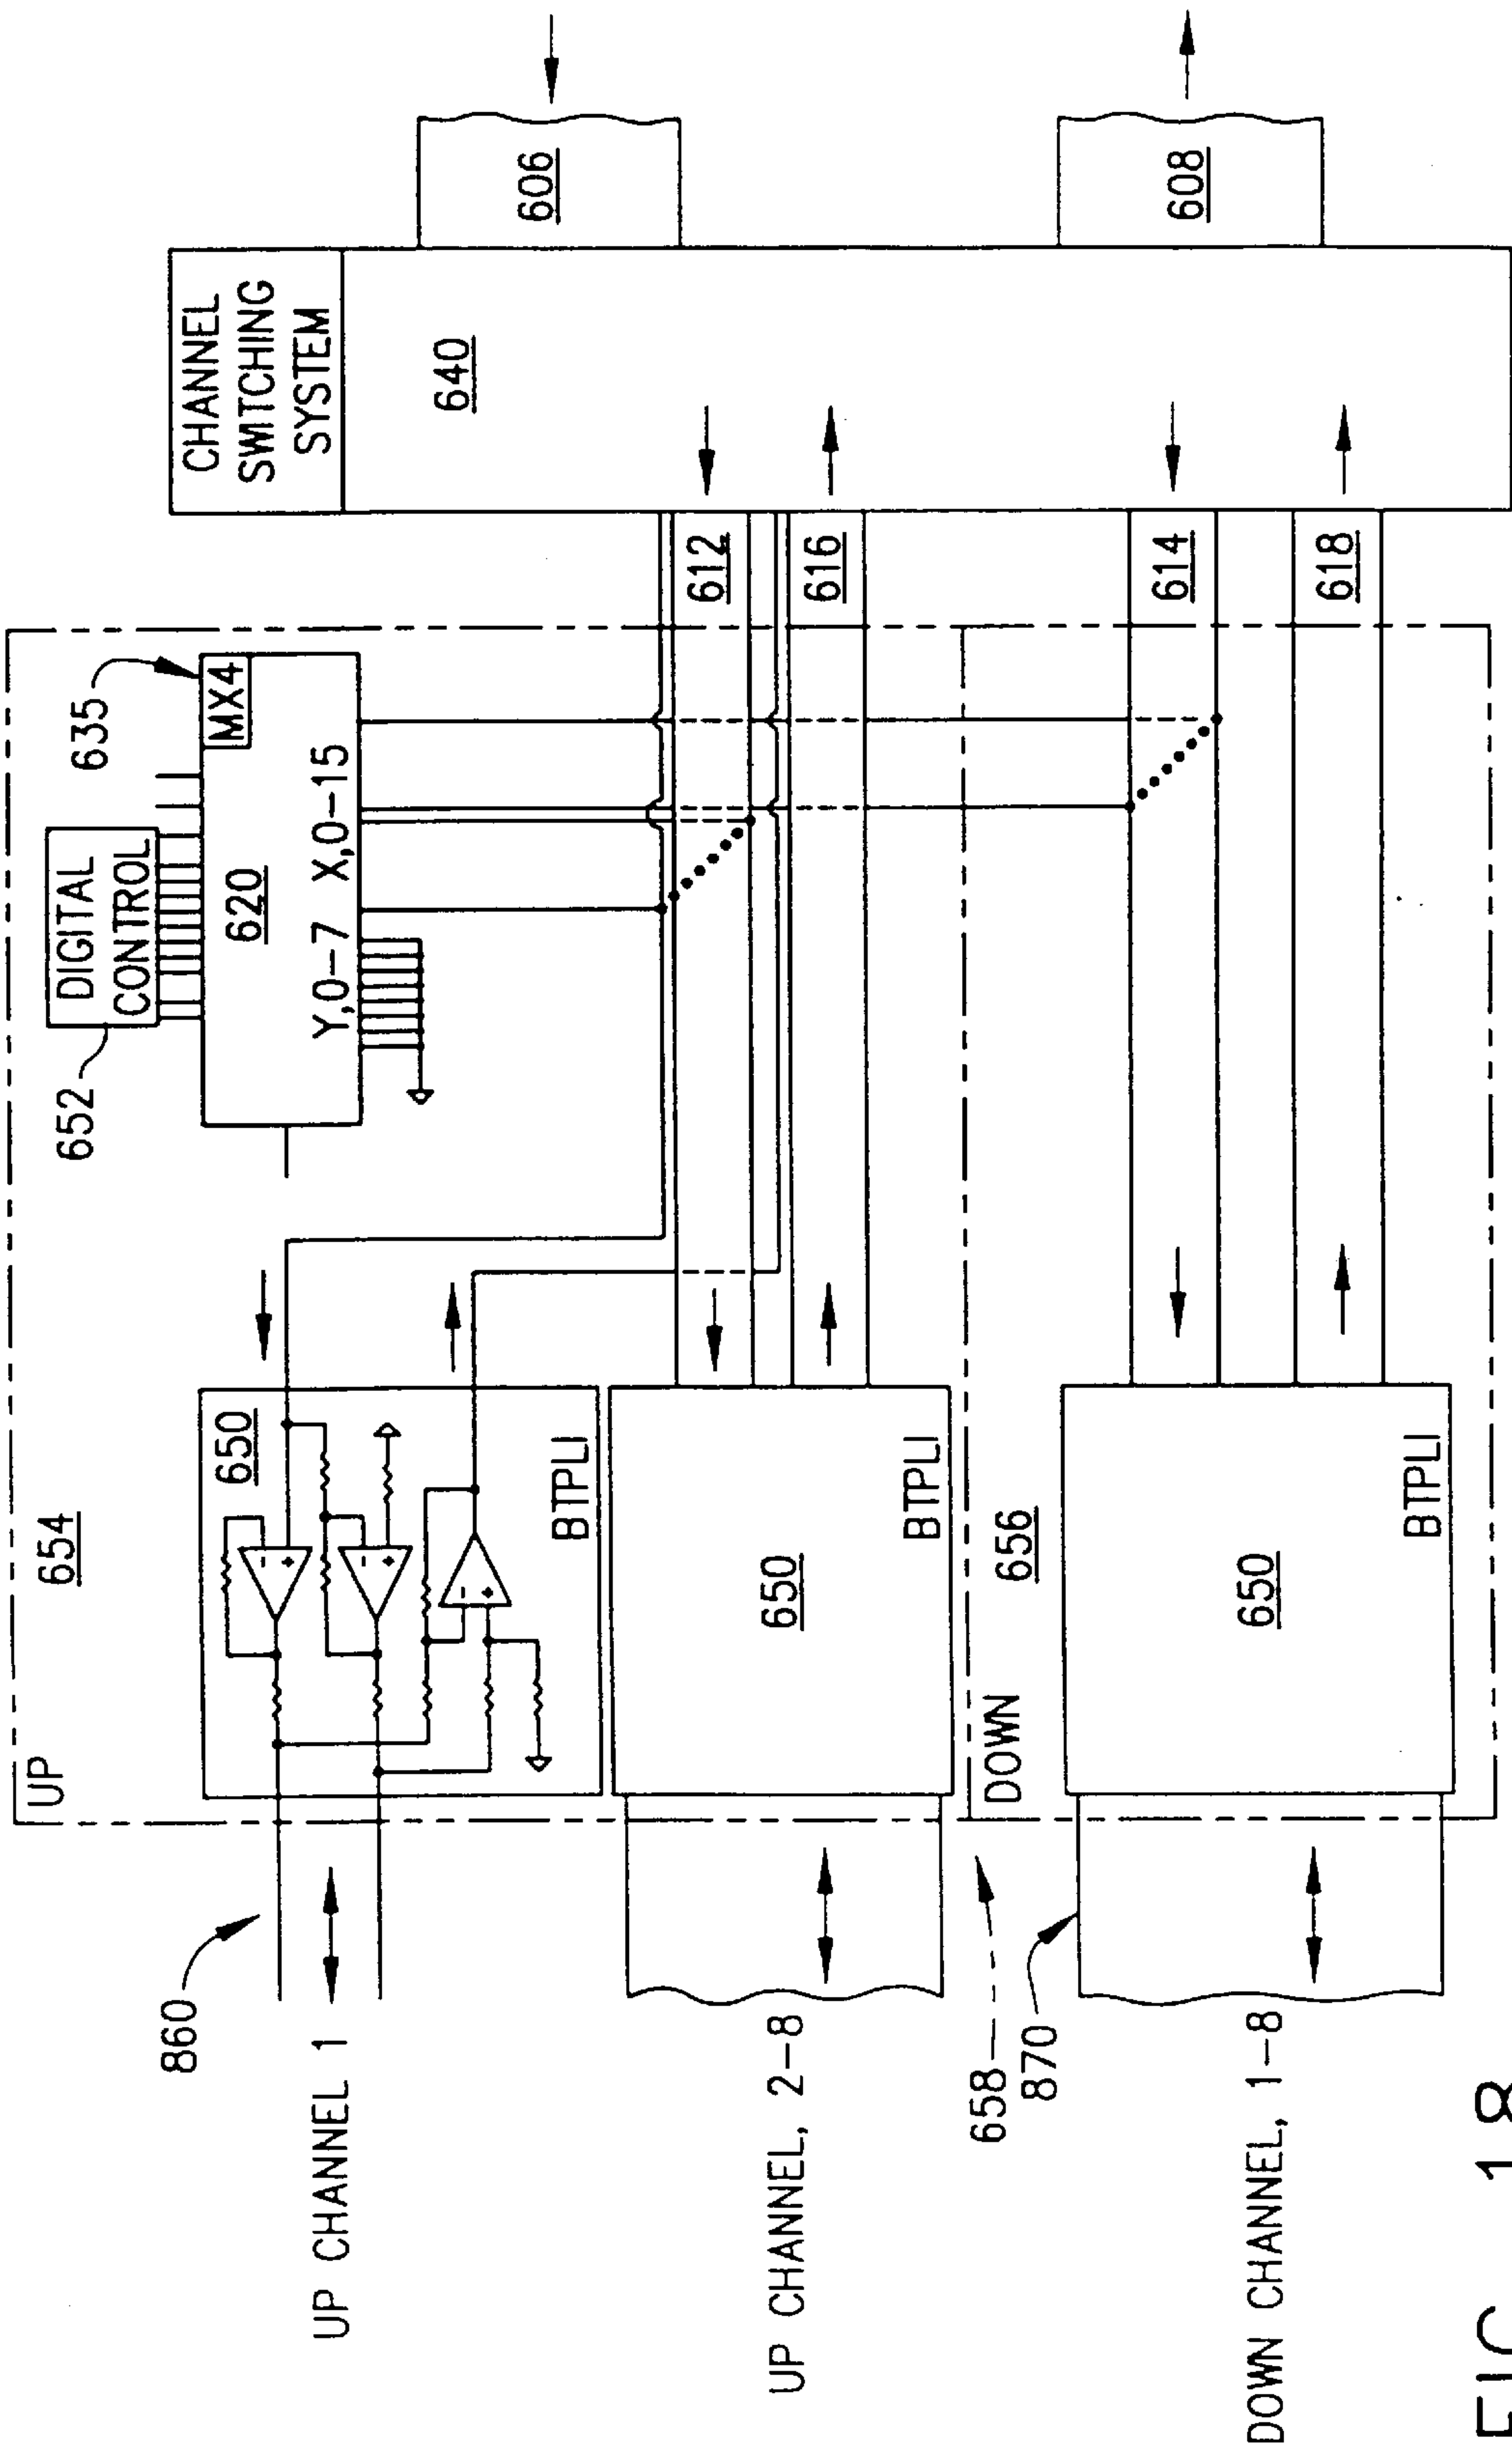 UP
654
652
DIGITAL
CONTROL
635
MX4
620
Y,0-7 X,0-15
CHANNEL
SWITCHING
SYSTEM
640
606
608
860
UP CHANNEL 1
650
BTPLI
612
616
UP CHANNEL, 2-8
650
BTPLI
658
DOWN
656
870
DOWN CHANNEL, 1-8
650
BTPLI
614
618
FIG. 18